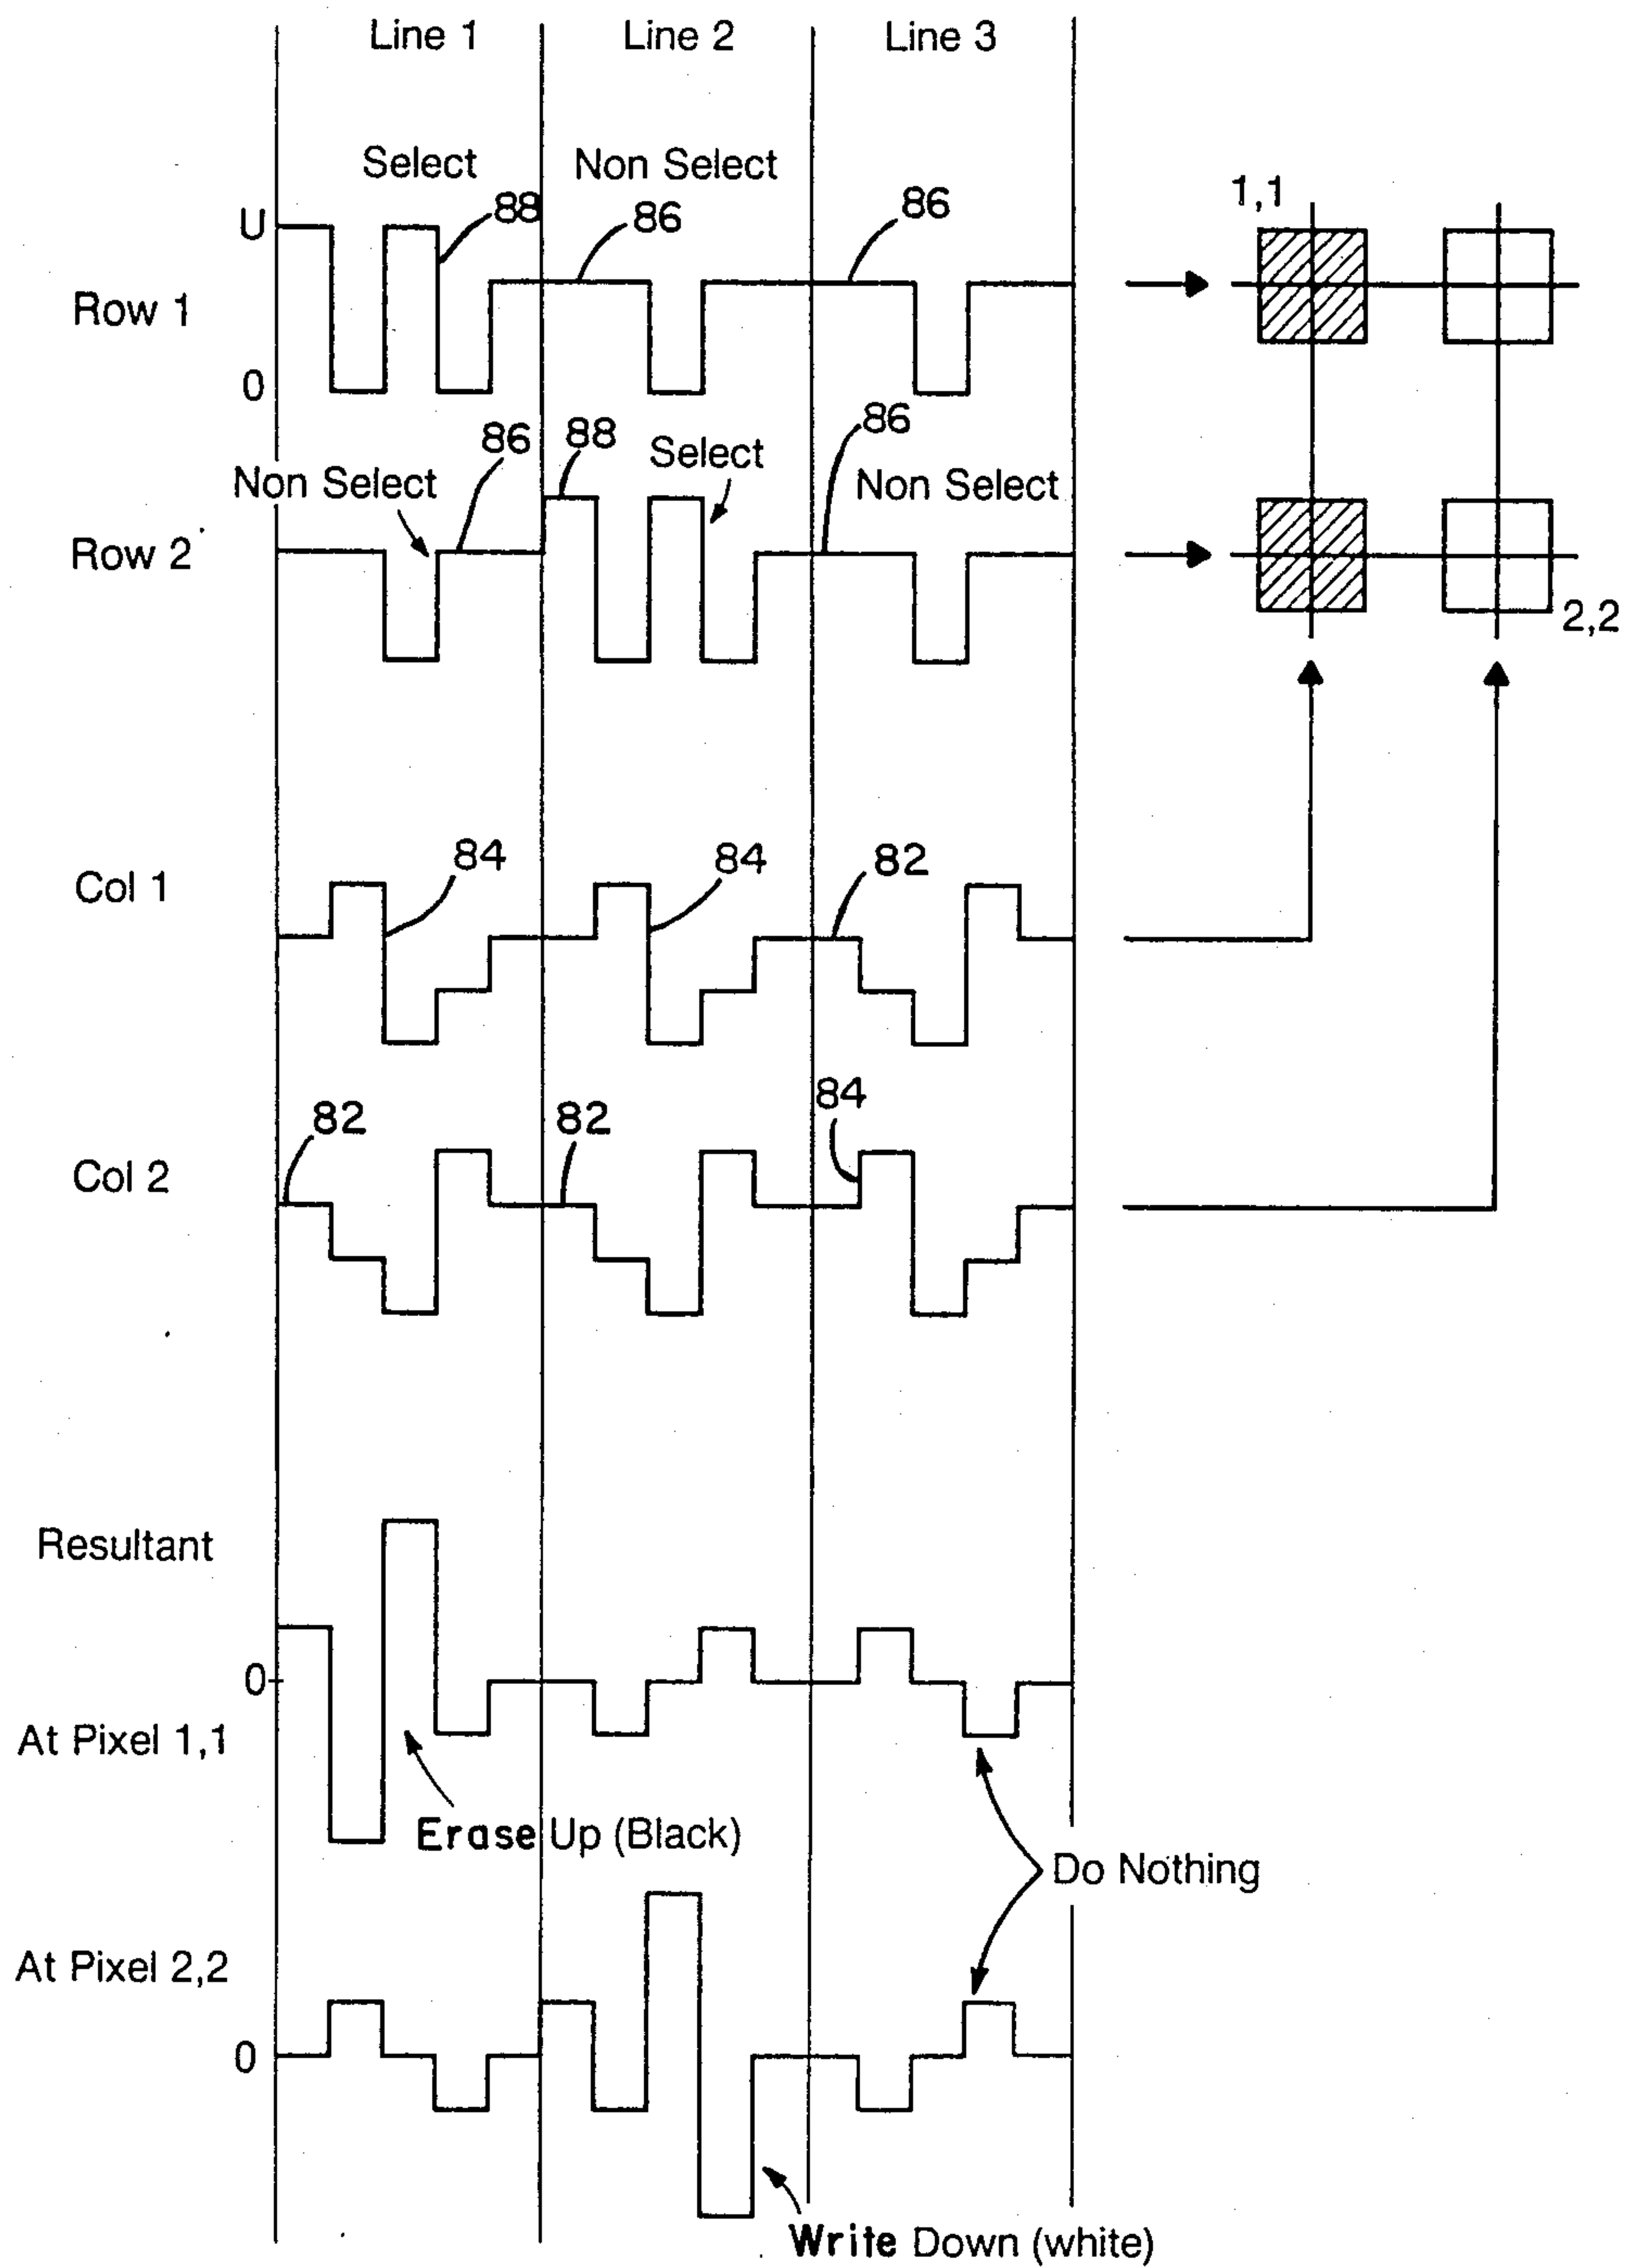 Line 1 Line 2 Line 3
Select Non Select
88 86 86 1,1
U
Row 1
0
86 88 Select 86
Non Select Non Select
Row 2
2,2
84 84 82
Col 1
82 82 84
Col 2
Resultant
0
At Pixel 1,1
Erase Up (Black)
Do Nothing
At Pixel 2,2
0
Write Down (white)